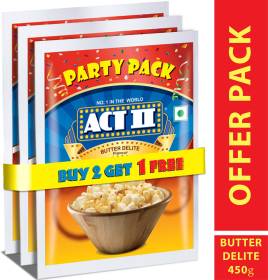 PARTY PACK
NO. 1 IN THE WORLD
ACT II
BUTTER DELITE
BUY 2 GET 1 FREE
OFFER PACK
BUTTER
DELITE
450g